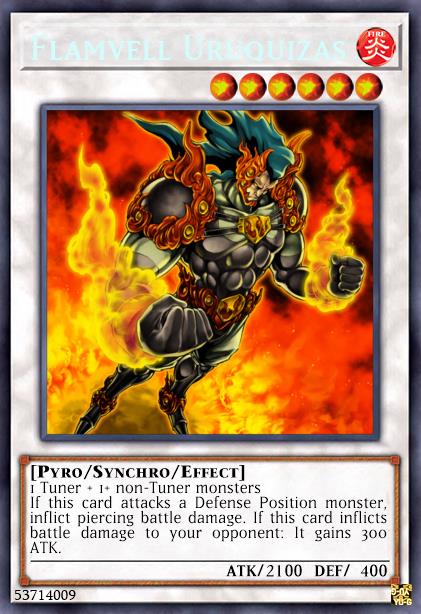 Flamvell Uruquizas
FIRE
炎
[Pyro/Synchro/Effect]
1 Tuner + 1+ non-Tuner monsters
If this card attacks a Defense Position monster,
inflict piercing battle damage. If this card inflicts
battle damage to your opponent: It gains 300
ATK.
ATK/2100 DEF/ 400
53714009